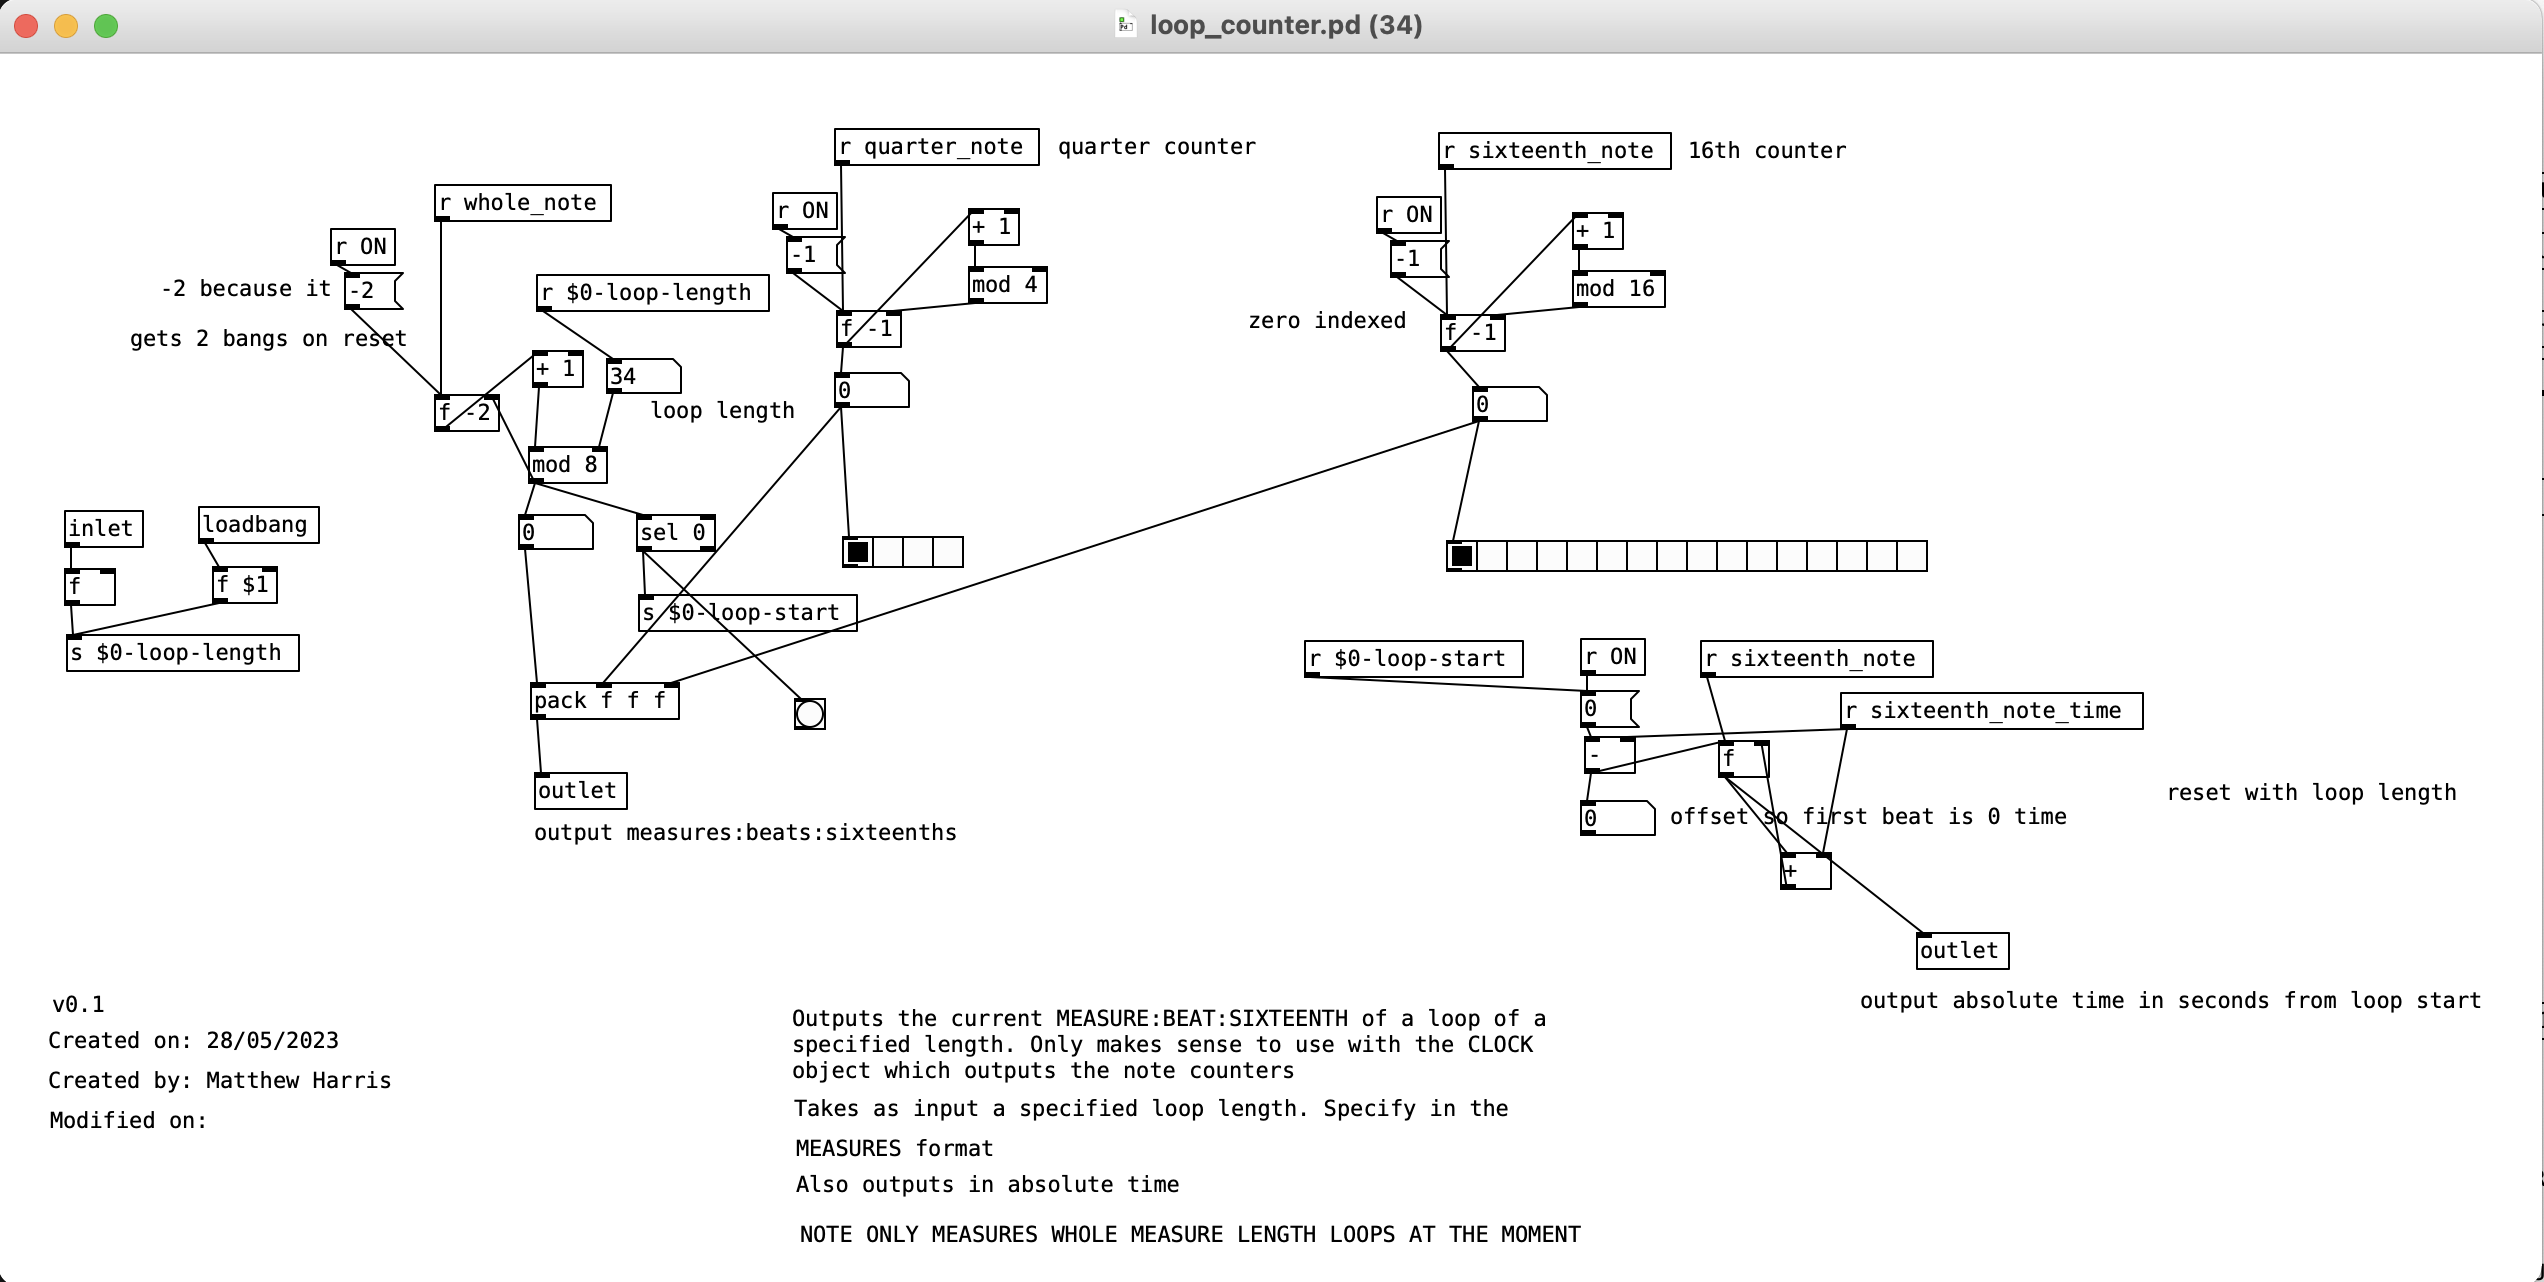 loop_counter.pd (34)
r quarter_note
quarter counter
r sixteenth_note
16th counter
r whole_note
r ON
+ 1
r ON
+ 1
r ON
-1
-1
-2 because it
-2
r $0-loop-length
mod 4
mod 16
gets 2 bangs on reset
f -1
zero indexed
f -1
+ 1
34
0
0
f -2
loop length
mod 8
inlet
loadbang
0
sel 0
f
f $1
s $0-loop-start
s $0-loop-length
r $0-loop-start
r ON
r sixteenth_note
pack f f f
0
r sixteenth_note_time
-
f
outlet
0
offset so first beat is 0 time
reset with loop length
output measures:beats:sixteenths
+
outlet
output absolute time in seconds from loop start
v0.1
Created on: 28/05/2023
Created by: Matthew Harris
Modified on:
Outputs the current MEASURE:BEAT:SIXTEENTH of a loop of a
specified length. Only makes sense to use with the CLOCK
object which outputs the note counters
Takes as input a specified loop length. Specify in the
MEASURES format
Also outputs in absolute time
NOTE ONLY MEASURES WHOLE MEASURE LENGTH LOOPS AT THE MOMENT